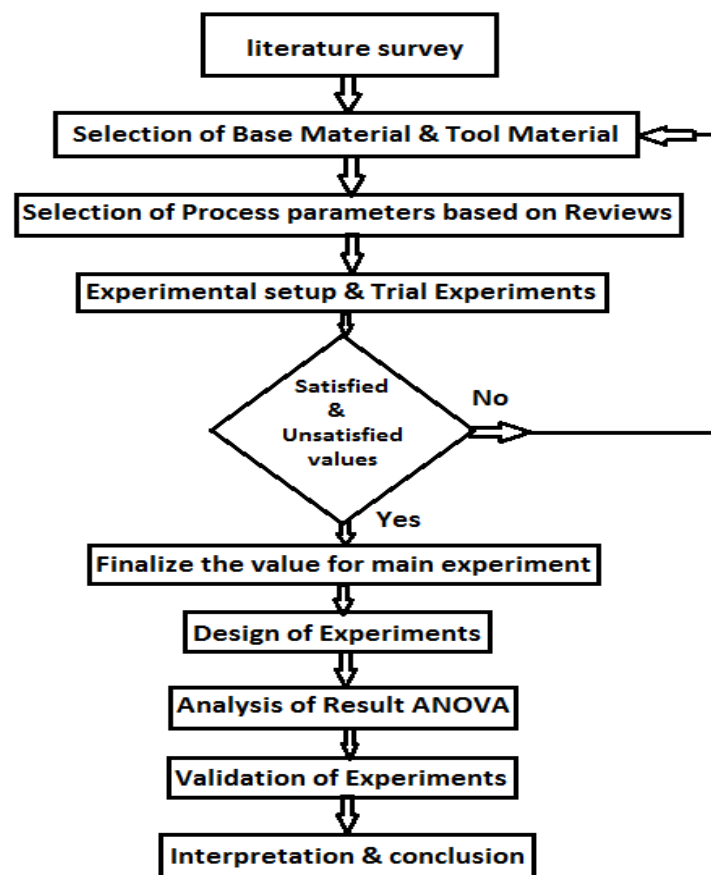 literature survey
Selection of Base Material & Tool Material
Selection of Process parameters based on Reviews
Experimental setup & Trial Experiments
Satisfied
&
Unsatisfied
values
No
Yes
Finalize the value for main experiment
Design of Experiments
Analysis of Result ANOVA
Validation of Experiments
Interpretation & conclusion